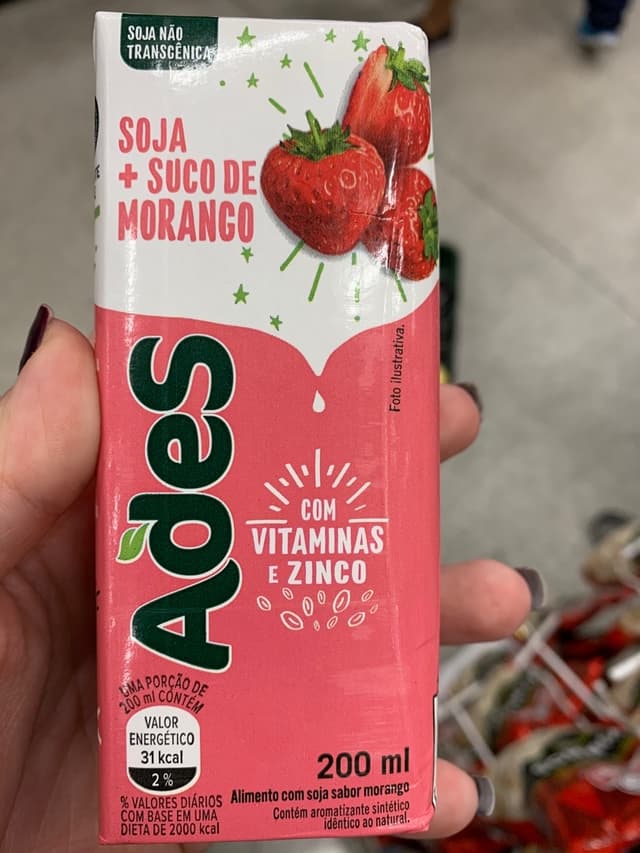 SOJA NÃO
TRANSGÊNICA
SOJA
+ SUCO DE
MORANGO
Foto ilustrativa.
AdeS
COM
VITAMINAS
E ZINCO
UMA PORÇÃO DE
200 ml CONTÉM
VALOR
ENERGÉTICO
31 kcal
2 %
% VALORES DIÁRIOS
COM BASE EM UMA
DIETA DE 2000 kcal
200 ml
Alimento com soja sabor morango
Contém aromatizante sintético
idêntico ao natural.